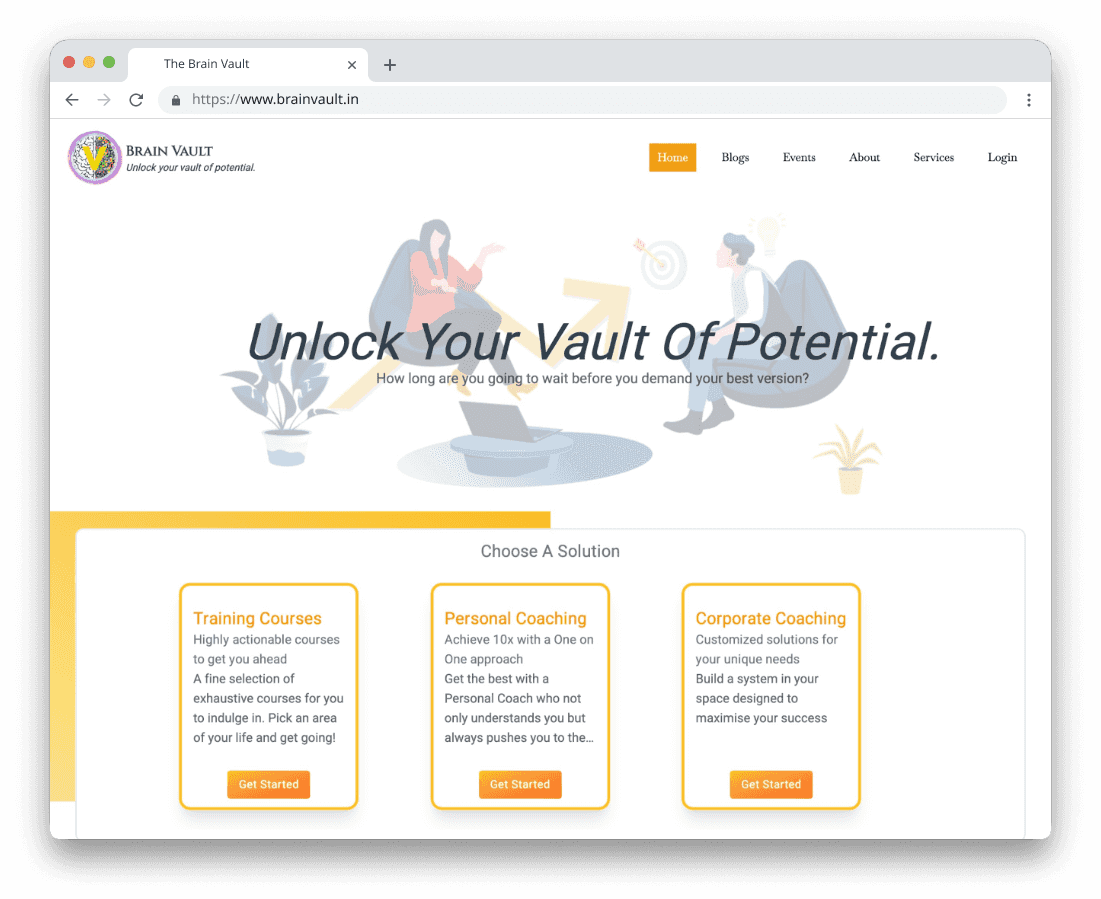 The Brain Vault
https://www.brainvault.in
BRAIN VAULT
Unlock your vault of potential.
Home Blogs Events About Services Login
Unlock Your Vault Of Potential.
How long are you going to wait before you demand your best version?
Choose A Solution
Training Courses
Highly actionable courses
to get you ahead
A fine selection of
exhaustive courses for you
to indulge in. Pick an area
of your life and get going!
Get Started
Personal Coaching
Achieve 10x with a One on
One approach
Get the best with a
Personal Coach who not
only understands you but
always pushes you to the...
Get Started
Corporate Coaching
Customized solutions for
your unique needs
Build a system in your
space designed to
maximise your success
Get Started